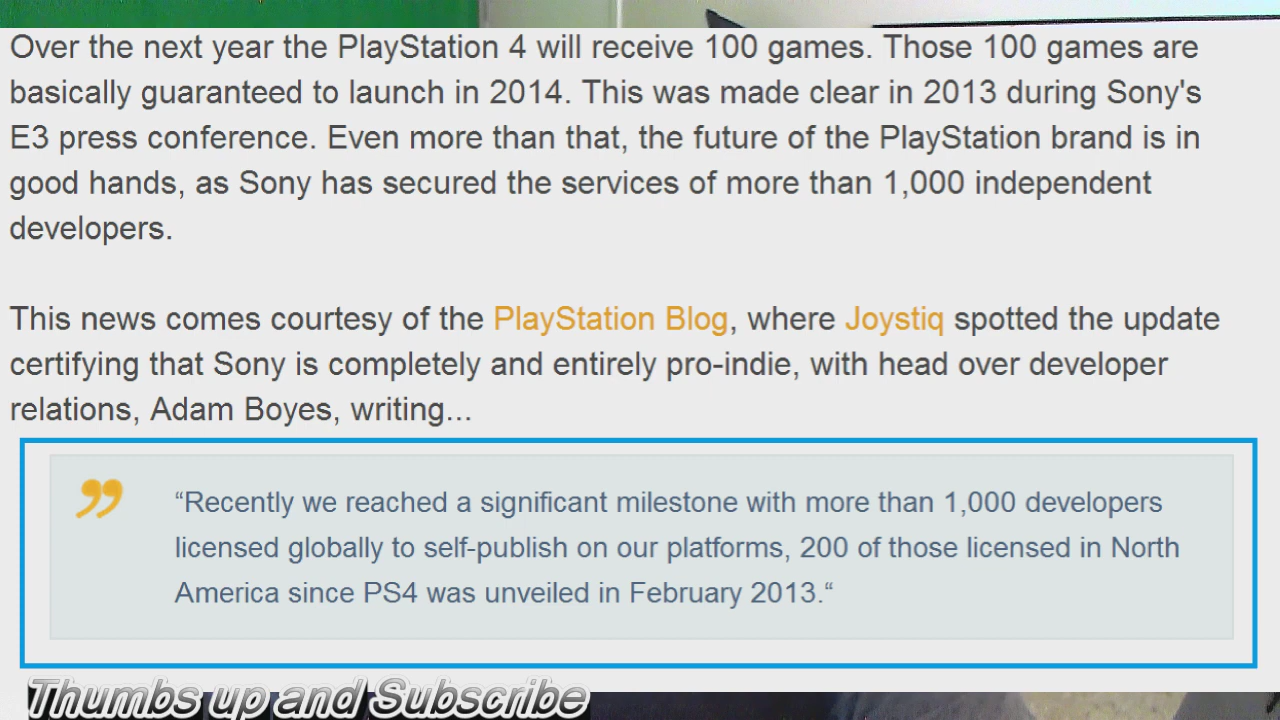 Over the next year the PlayStation 4 will receive 100 games. Those 100 games are
basically guaranteed to launch in 2014. This was made clear in 2013 during Sony's
E3 press conference. Even more than that, the future of the PlayStation brand is in
good hands, as Sony has secured the services of more than 1,000 independent
developers.
This news comes courtesy of the PlayStation Blog, where Joystiq spotted the update
certifying that Sony is completely and entirely pro-indie, with head over developer
relations, Adam Boyes, writing...
“Recently we reached a significant milestone with more than 1,000 developers
licensed globally to self-publish on our platforms, 200 of those licensed in North
America since PS4 was unveiled in February 2013.“
Thumbs up and Subscribe